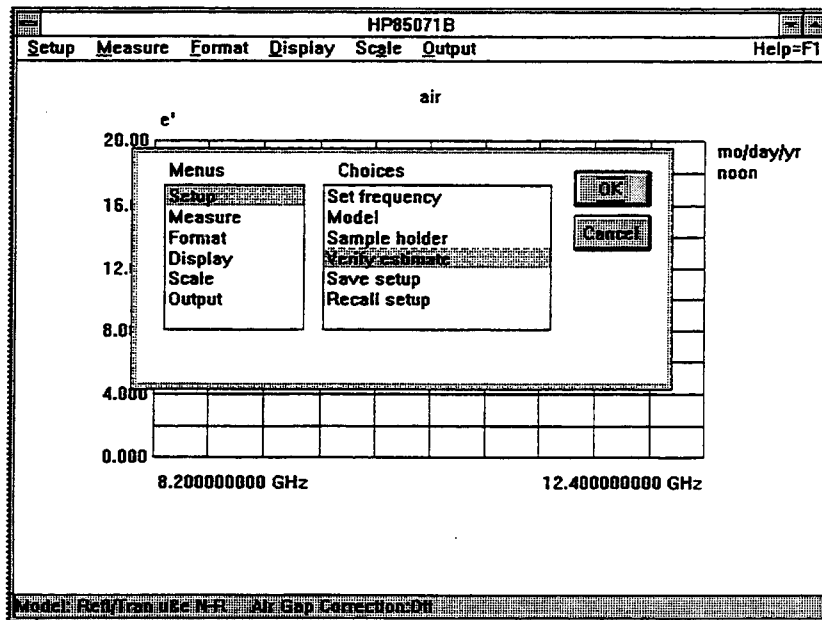 HP85071B
Setup Measure Format Display Scale Output Help=F1
air
e'
20.00
mo/day/yr
noon
Menus Choices
Setup
Measure
Format
Display
Scale
Output
Set frequency
Model
Sample holder
Verify estimate
Save setup
Recall setup
OK
Cancel
16.
12.
8.00
4.000
0.000
8.200000000 GHz 12.400000000 GHz
Model: Refl/Tran uBe N-R Air Gap Correction:Off